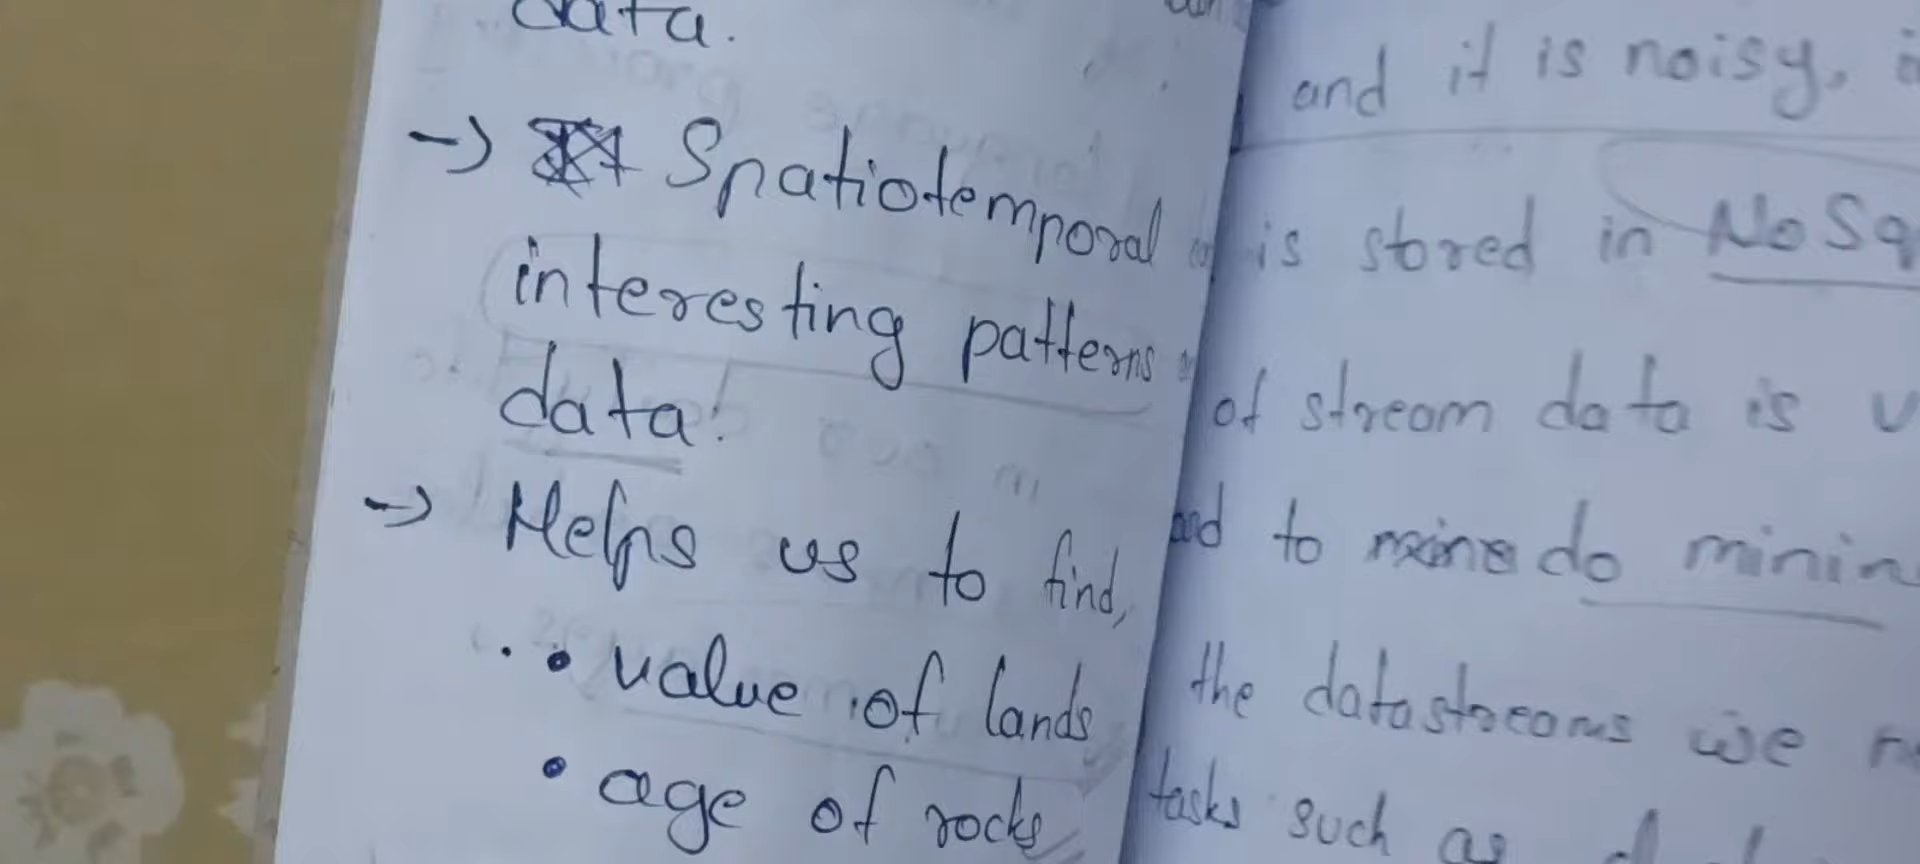 data.
-> Spatiotemporal
interesting patterns
data.
-> Helps us to find,
• value of lands
• age of rocks
and it is noisy,
is stored in NoSq
of stream data is
to do minin
the datastreams we
tasks such as